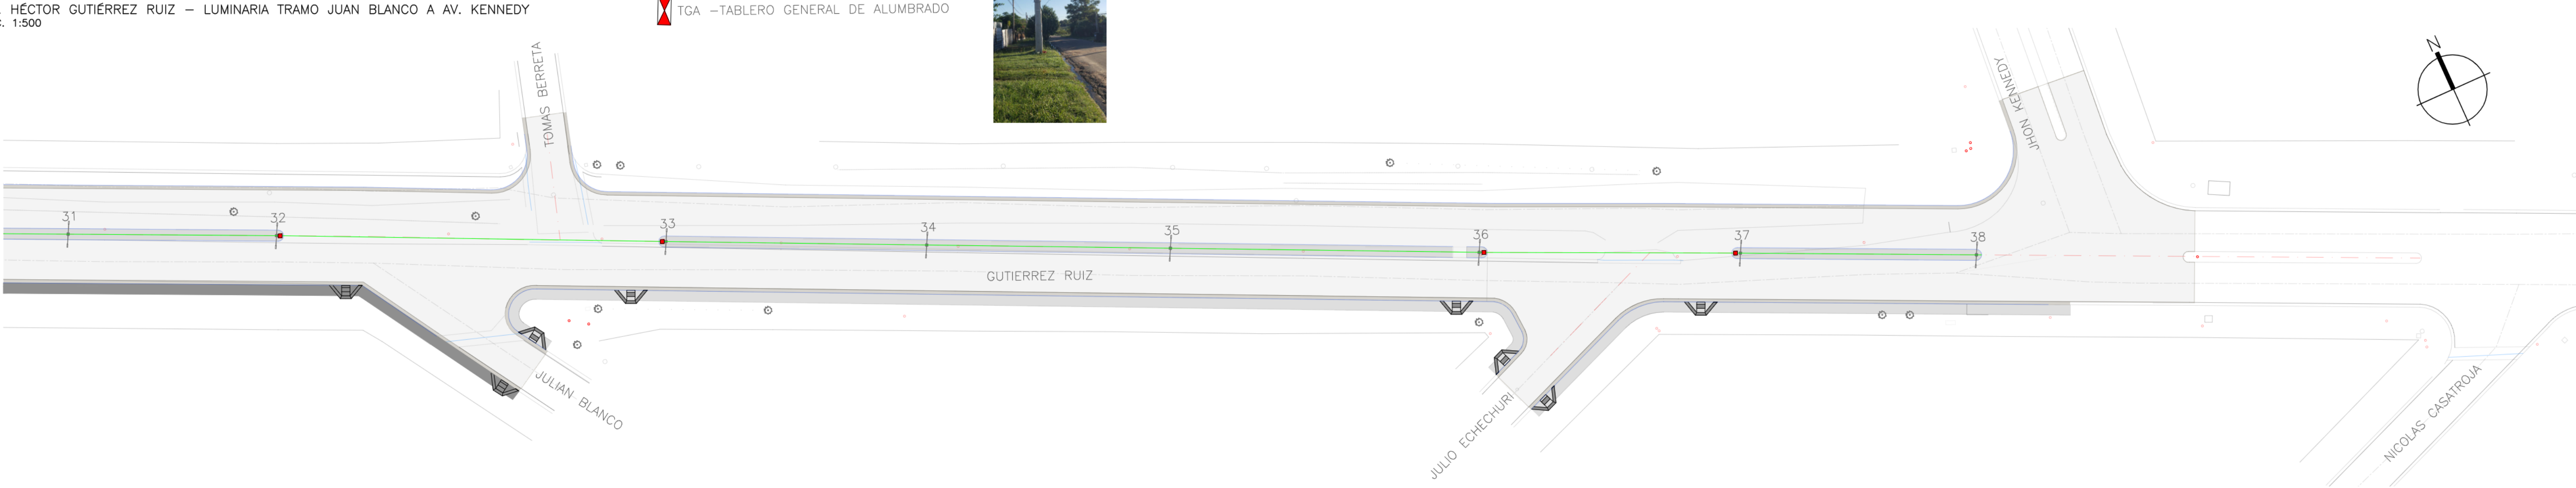 HÉCTOR GUTIÉRREZ RUIZ – LUMINARIA TRAMO JUAN BLANCO A AV. KENNEDY
1:500
TGA –TABLERO GENERAL DE ALUMBRADO
TOMAS BERRETA
JHON KENNEDY
N
31
32
33
34
35
36
37
38
GUTIERREZ RUIZ
JULIAN BLANCO
JULIO ECHECHURI
NICOLAS CASATROJA